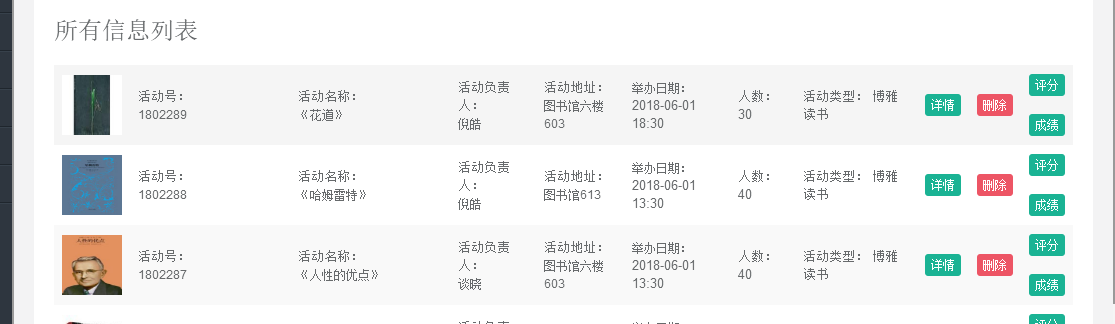 所有信息列表
活动号：
1802289
活动名称：
《花道》
活动负责
人：
倪皓
活动地址：
图书馆六楼
603
举办日期：
2018-06-01
18:30
人数：
30
活动类型： 博雅
读书
详情
删除
评分
成绩
活动号：
1802288
活动名称：
《哈姆雷特》
活动负责
人：
倪皓
活动地址：
图书馆613
举办日期：
2018-06-01
13:30
人数：
40
活动类型： 博雅
读书
详情
删除
评分
成绩
人性的优点
活动号：
1802287
活动名称：
《人性的优点》
活动负责
人：
谈晓
活动地址：
图书馆六楼
603
举办日期：
2018-06-01
13:30
人数：
40
活动类型： 博雅
读书
详情
删除
评分
成绩